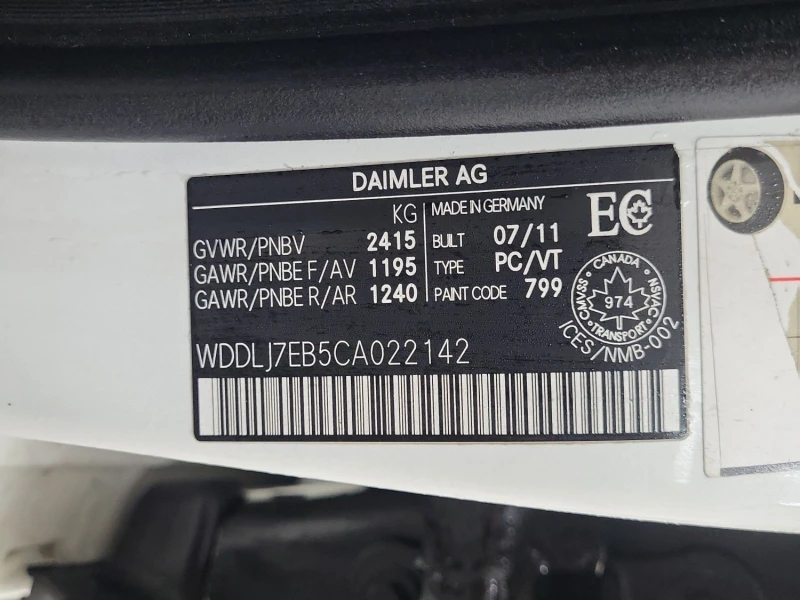 DAIMLER AG
KG
GVWR/PNBV 2415
GAWR/PNBE F/AV 1195
GAWR/PNBE R/AR 1240
MADE IN GERMANY
BUILT 07/11
TYPE PC/VT
PAINT CODE 799
EC
CANADA
CMVSS 974 NSVAC
TRANSPORT
ICES/NMB-002
WDDLJ7EB5CA022142